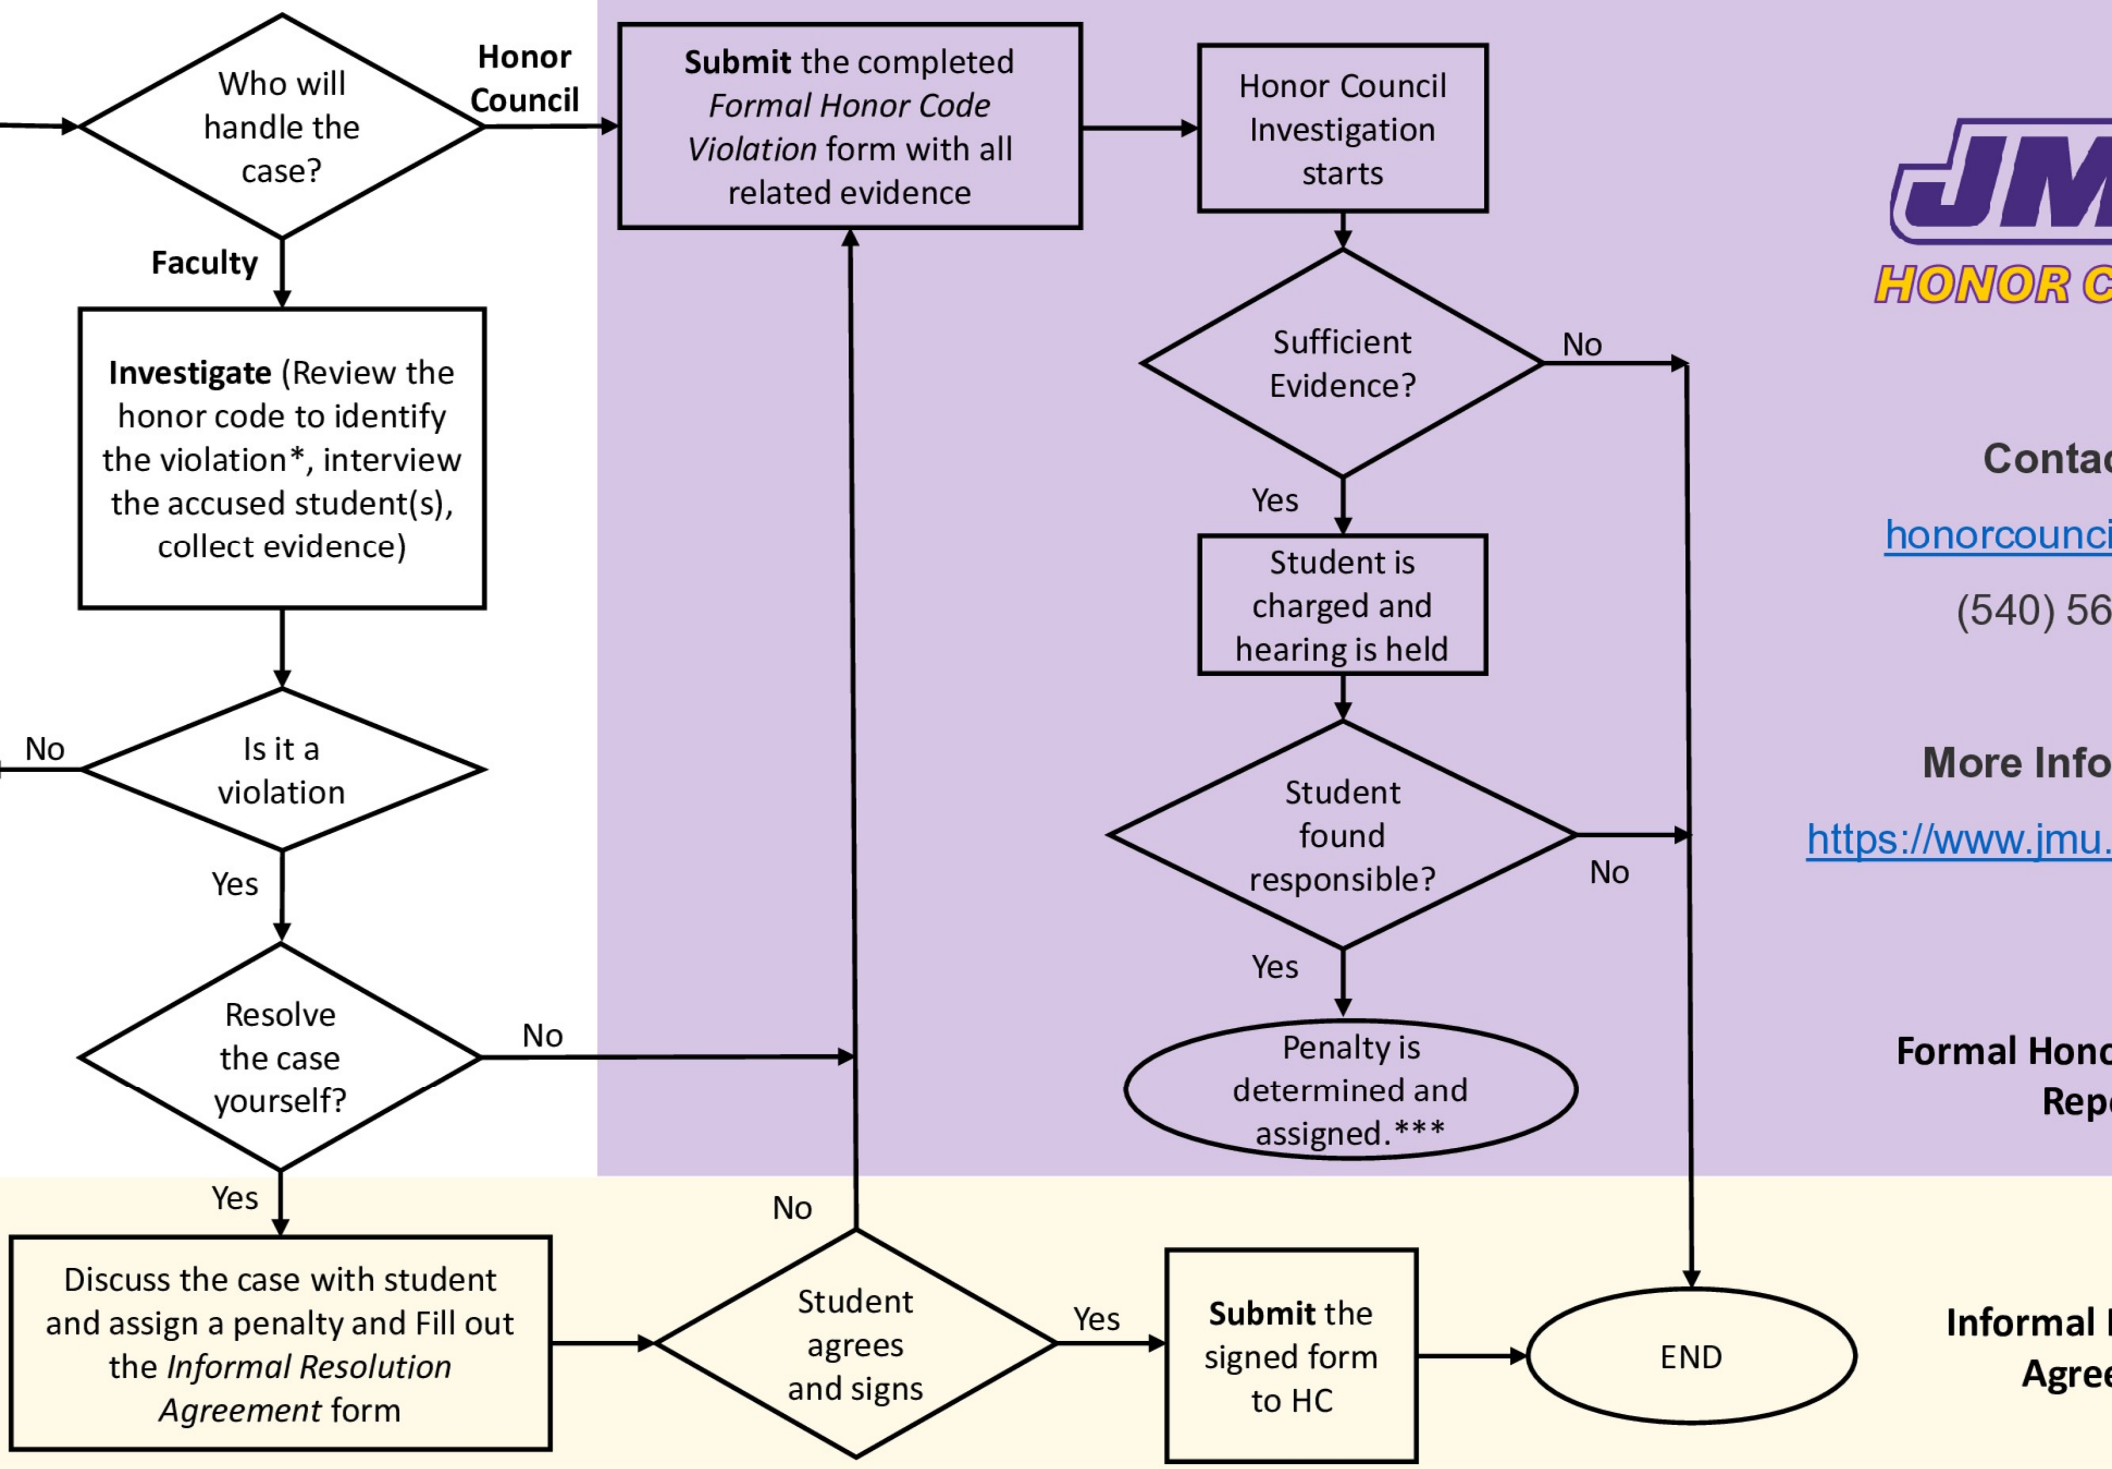 Who will
handle the
case?
Honor
Council
Submit the completed
Formal Honor Code
Violation form with all
related evidence
Honor Council
Investigation
starts
Faculty
Investigate (Review the
honor code to identify
the violation*, interview
the accused student(s),
collect evidence)
No
Is it a
violation
Yes
Resolve
the case
yourself?
No
Yes
Discuss the case with student
and assign a penalty and Fill out
the Informal Resolution
Agreement form
No
Student
agrees
and signs
Yes
Submit the
signed form
to HC
END
Sufficient
Evidence?
No
Yes
Student is
charged and
hearing is held
Student
found
responsible?
No
Yes
Penalty is
determined and
assigned.***
JM
HONOR C
Contac
honorcounci
(540) 56
More Info
https://www.jmu.
Formal Hono
Repo
Informal
Agree